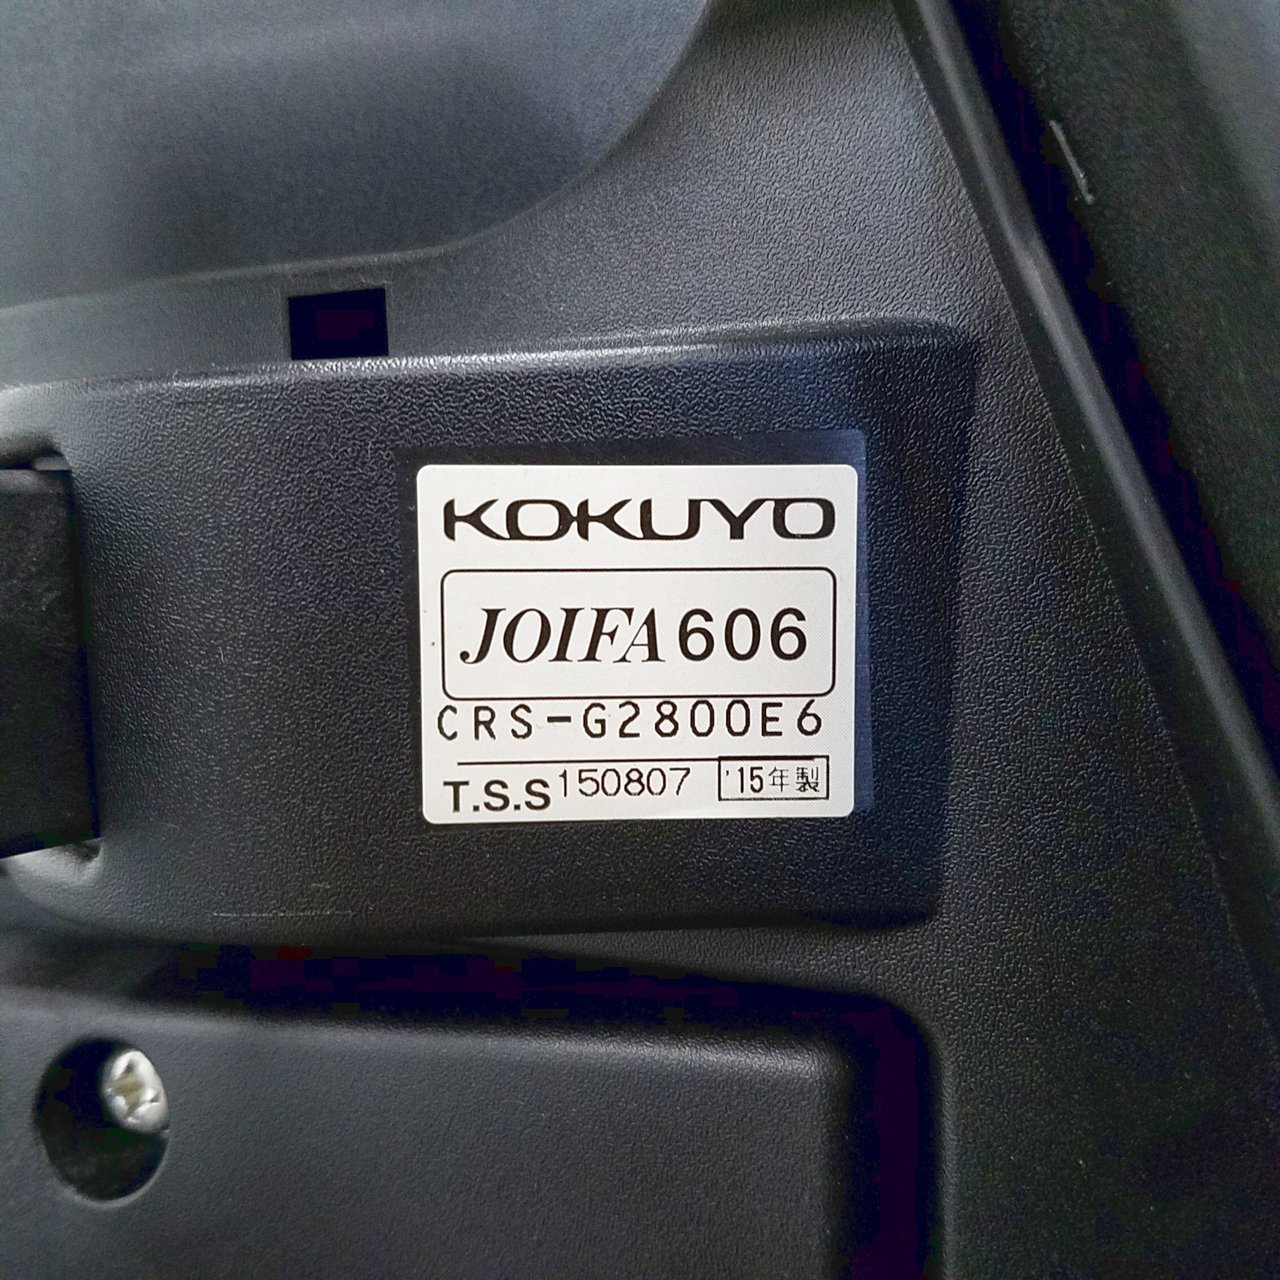 KOKUYO
JOIFA 606
CRS-G2800E6
T.S.S 150807 '15年製